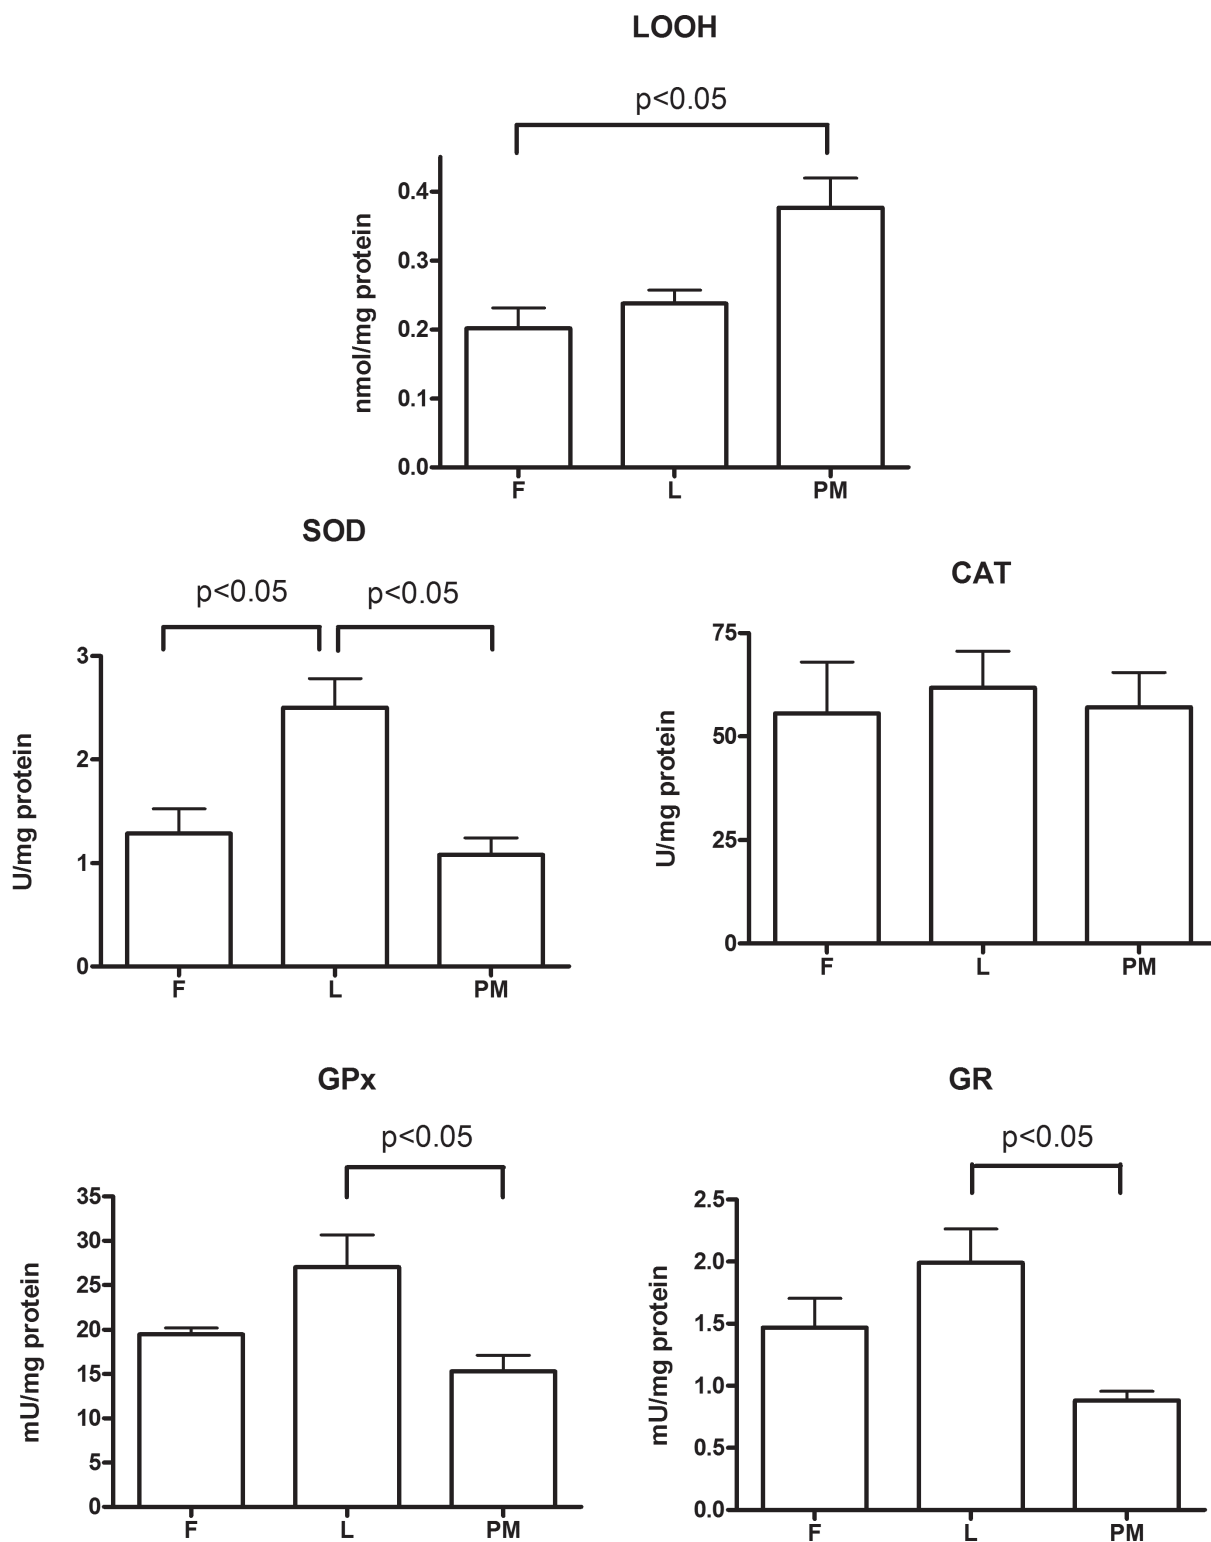 LOOH
p<0.05
nmol/mg protein
0.4
0.3
0.2
0.1
0.0
F L PM
SOD
p<0.05 p<0.05
U/mg protein
3
2
1
0
F L PM
CAT
U/mg protein
75
50
25
0
F L PM
GPx
p<0.05
mU/mg protein
35
30
25
20
15
10
5
0
F L PM
GR
p<0.05
mU/mg protein
2.5
2.0
1.5
1.0
0.5
0.0
F L PM